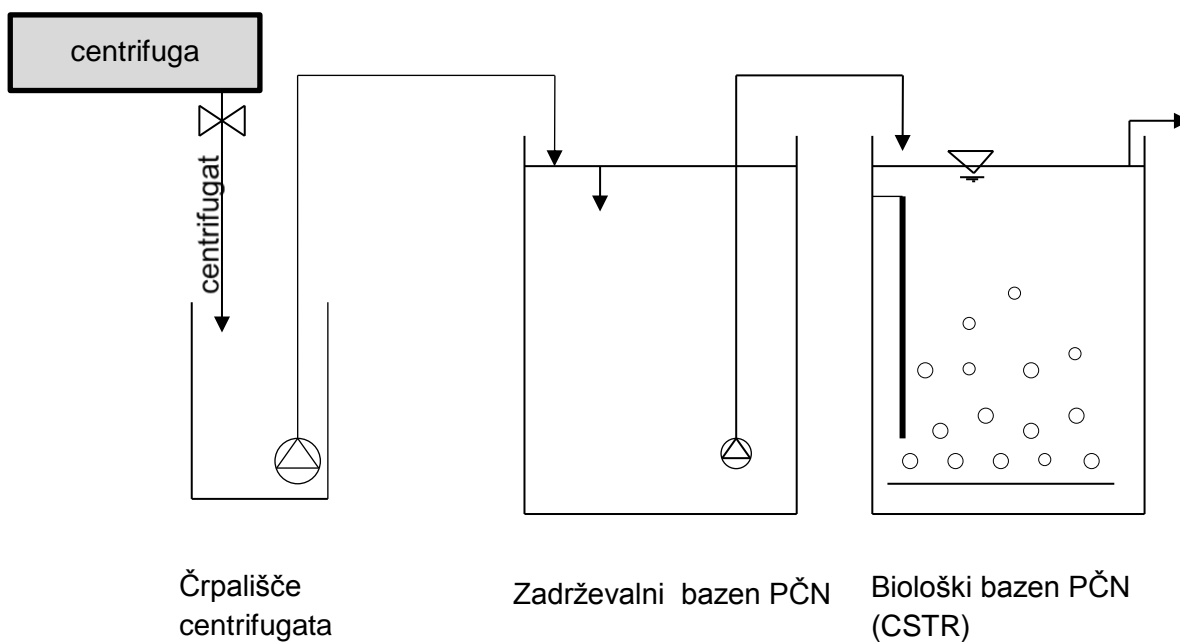 centrifuga
centrifugat
Črpališče
centrifugata
Zadrževalni bazen PČN
Biološki bazen PČN
(CSTR)